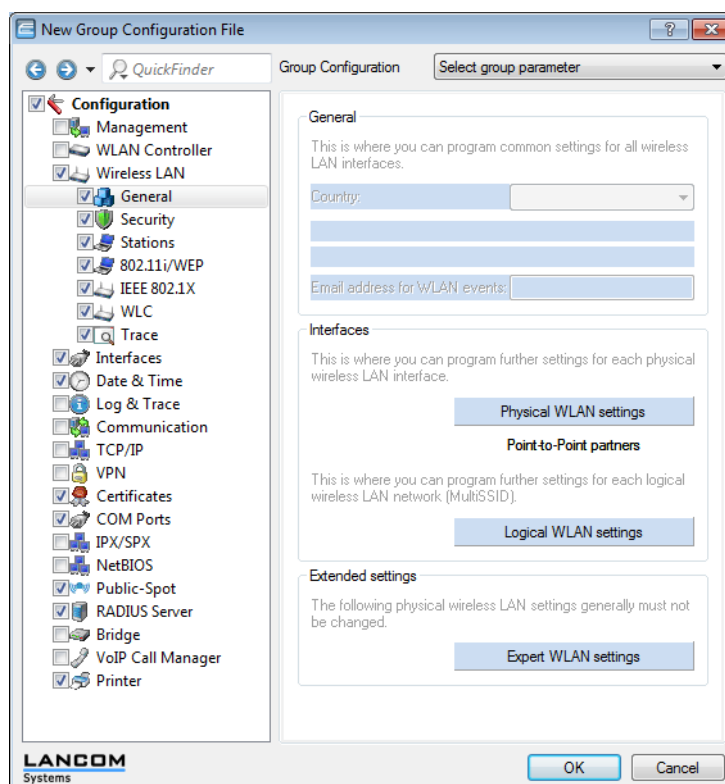 New Group Configuration File
QuickFinder
Group Configuration
Select group parameter
Configuration
Management
WLAN Controller
Wireless LAN
General
Security
Stations
802.11i/WEP
IEEE 802.1X
WLC
Trace
Interfaces
Date & Time
Log & Trace
Communication
TCP/IP
VPN
Certificates
COM Ports
IPX/SPX
NetBIOS
Public-Spot
RADIUS Server
Bridge
VoIP Call Manager
Printer
General
This is where you can program common settings for all wireless
LAN interfaces.
Country:
Email address for WLAN events:
Interfaces
This is where you can program further settings for each physical
wireless LAN interface.
Physical WLAN settings
Point-to-Point partners
This is where you can program further settings for each logical
wireless LAN network (MultiSSID).
Logical WLAN settings
Extended settings
The following physical wireless LAN settings generally must not
be changed.
Expert WLAN settings
LANCOM
Systems
OK
Cancel